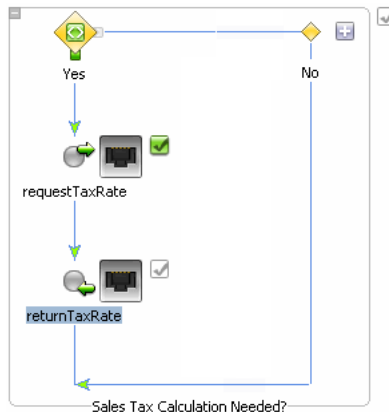 Yes
No
requestTaxRate
returnTaxRate
Sales Tax Calculation Needed?